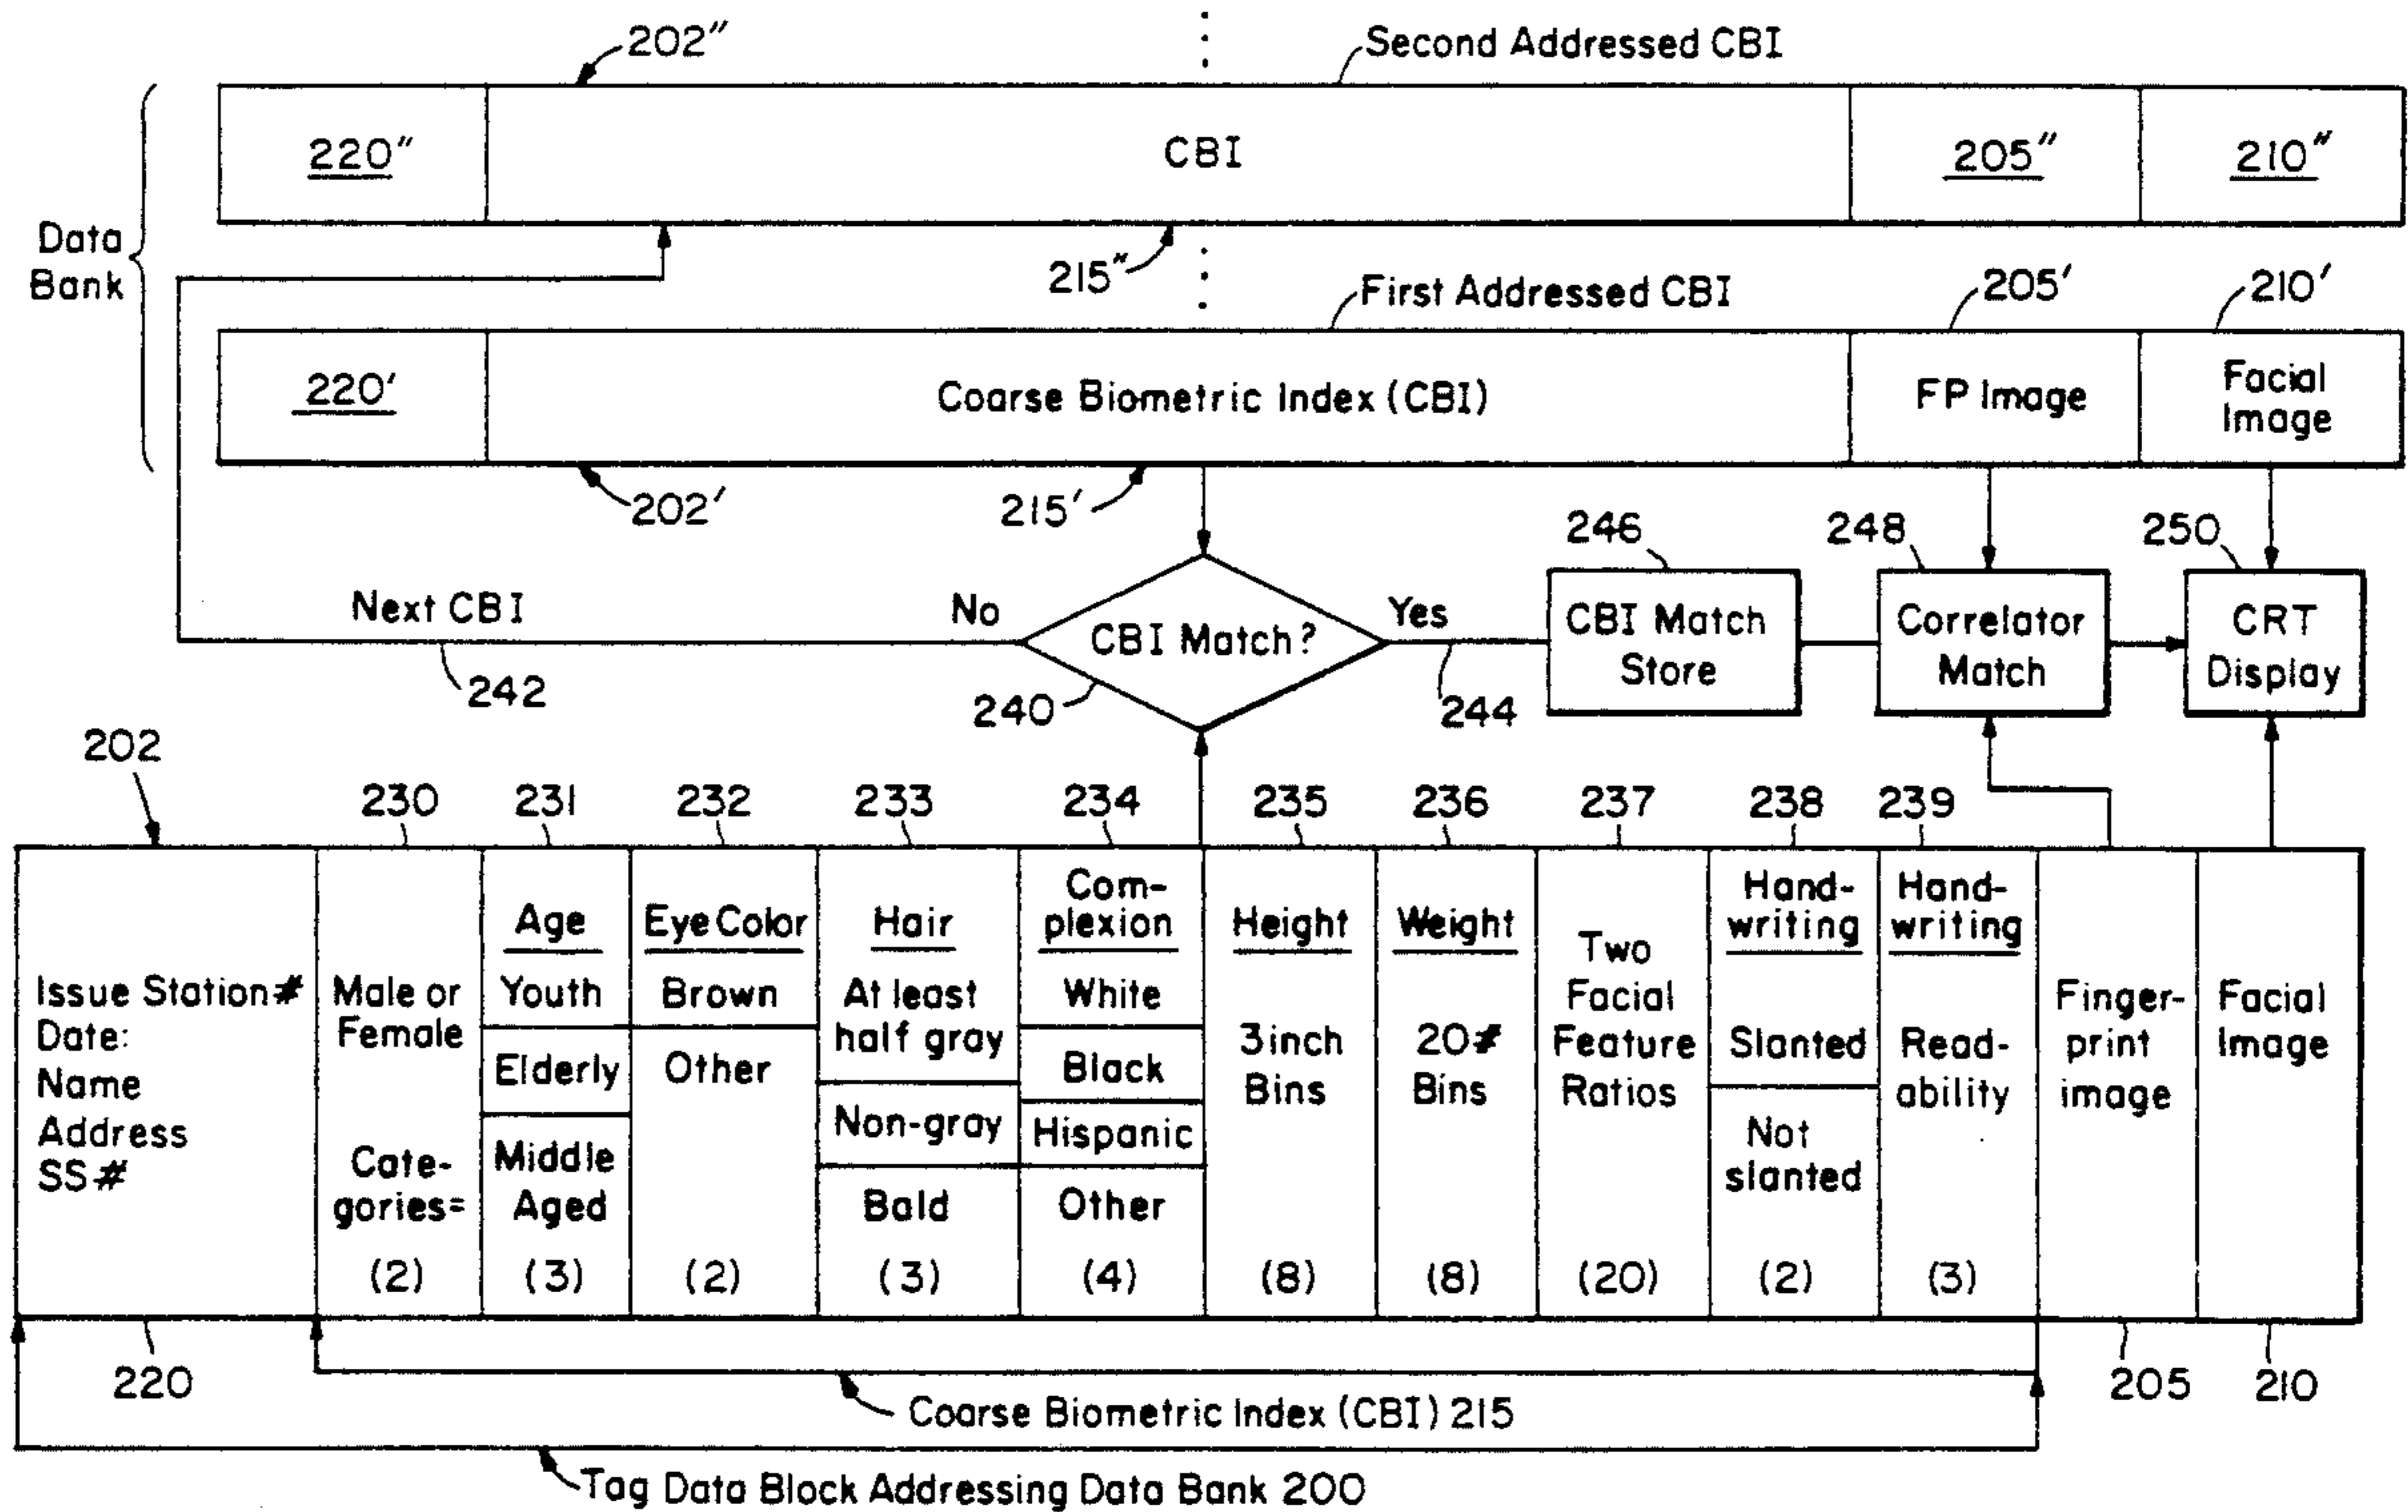 202″
Second Addressed CBI
220″
CBI
205″
210″
Data
Bank
215″
First Addressed CBI
205′
210′
220′
Coarse Biometric Index (CBI)
FP Image
Facial
Image
202′
215′
246
248
250
Next CBI
No
CBI Match?
Yes
CBI Match
Store
Correlator
Match
CRT
Display
242
240
244
202
230
231
232
233
234
235
236
237
238
239
Issue Station#
Date:
Name
Address
SS#
Male or
Female
Cate-
gories=
(2)
Age
Youth
Elderly
Middle
Aged
(3)
Eye Color
Brown
Other
(2)
Hair
At least
half gray
Non-gray
Bald
(3)
Com-
plexion
White
Black
Hispanic
Other
(4)
Height
3inch
Bins
(8)
Weight
20#
Bins
(8)
Two
Facial
Feature
Ratios
(20)
Hand-
writing
Slanted
Not
slanted
(2)
Hand-
writing
Read-
ability
(3)
Finger-
print
image
Facial
Image
220
205
210
Coarse Biometric Index (CBI) 215
Tag Data Block Addressing Data Bank 200